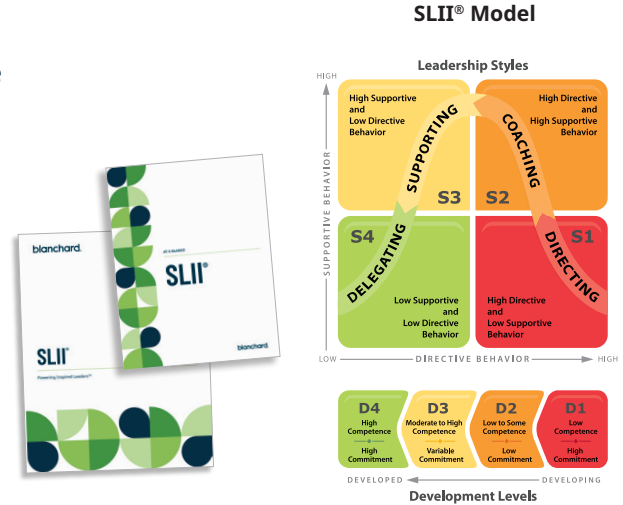 SLII® Model
Leadership Styles
HIGH
High Supportive
and
Low Directive
Behavior
High Directive
and
High Supportive
Behavior
SUPPORTING
COACHING
S3
S2
SUPPORTIVE BEHAVIOR
S4
S1
DELEGATING
DIRECTING
Low Supportive
and
Low Directive
Behavior
High Directive
and
Low Supportive
Behavior
LOW
DIRECTIVE BEHAVIOR
HIGH
D4
High
Competence
High
Commitment
D3
Moderate to High
Competence
Variable
Commitment
D2
Low to Some
Competence
Low
Commitment
D1
Low
Competence
High
Commitment
DEVELOPED
DEVELOPING
Development Levels
blanchard.
SLII®
Powering Inspired Leaders™
AT A GLANCE
SLII®
blanchard.